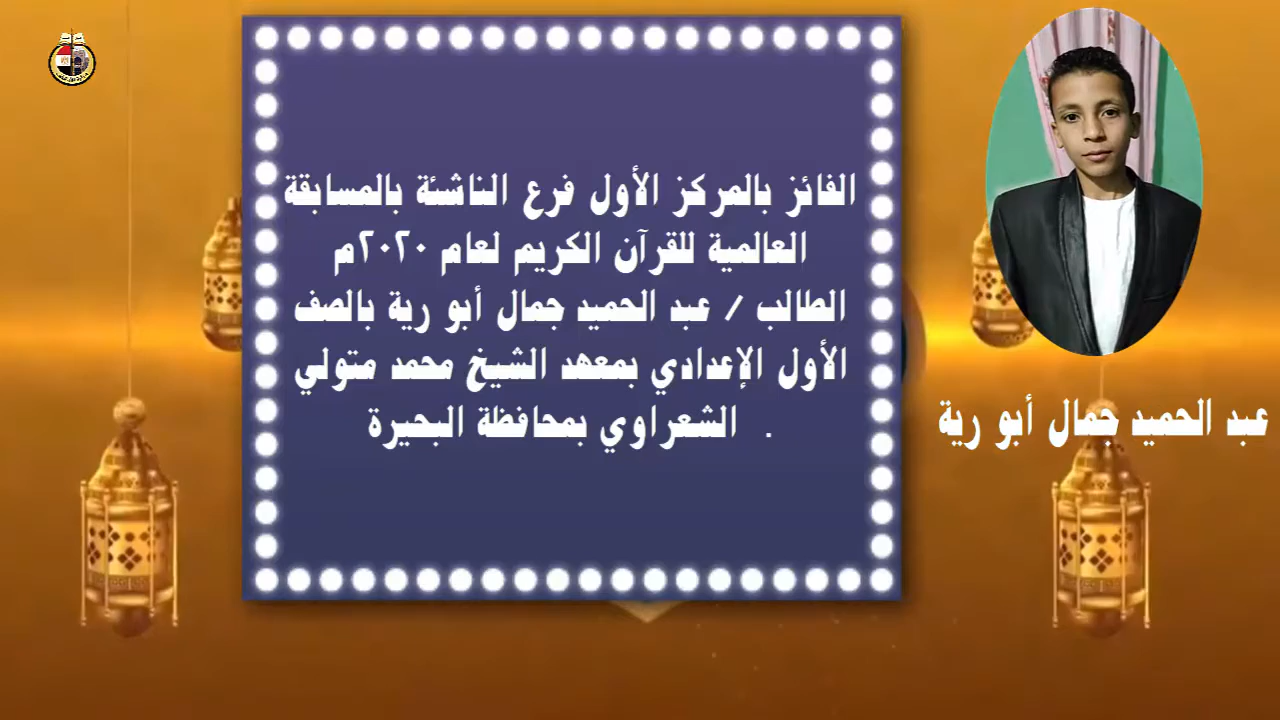 الفائز بالمركز الأول فرع الناشئة بالمسابقة
العالمية للقرآن الكريم لعام ٢٠٢٠م
الطالب / عبد الحميد جمال أبو رية بالصف
الأول الإعدادي بمعهد الشيخ محمد متولي
الشعراوي بمحافظة البحيرة .
عبد الحميد جمال أبو رية